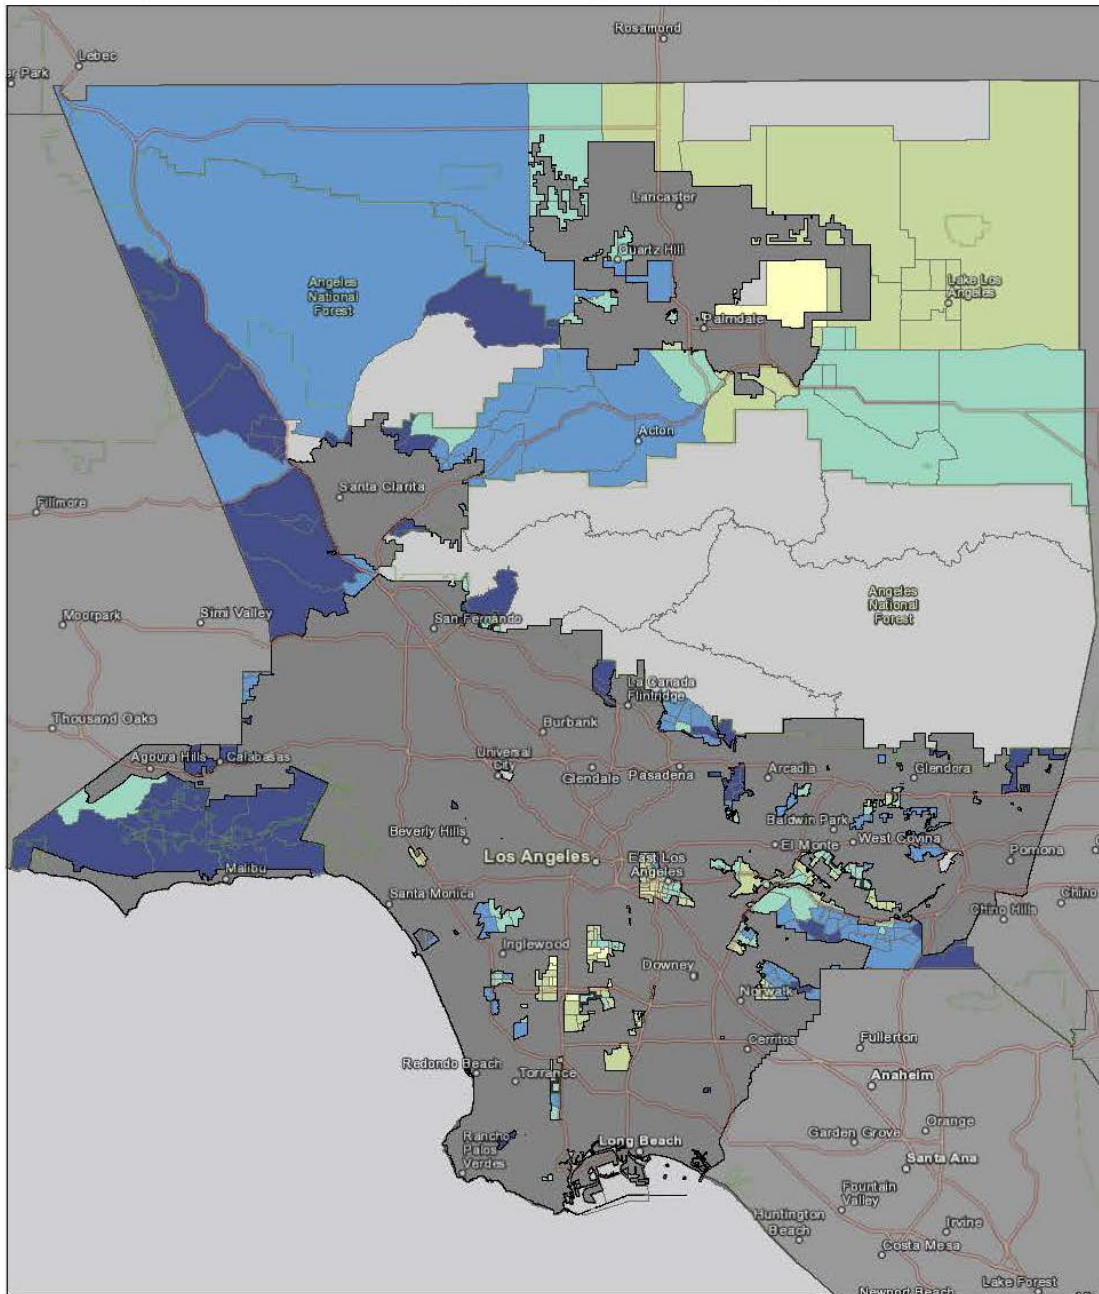 Rosamond
Lebec
er Park
Lancaster
Quartz Hill
Angeles
National
Forest
Lake Los
Angeles
Palmdale
Acton
Santa Clarita
Fillmore
Angeles
National
Forest
Moorpark
Simi Valley
San Fernando
La Canada
Flintridge
Thousand Oaks
Burbank
Agoura Hills
Calabasas
Universal
City
Glendale
Pasadena
Arcadia
Glendora
Beverly Hills
Baldwin Park
West Covina
El Monte
Los Angeles
East Los
Angeles
Pomona
Malibu
Santa Monica
Chino
Chino Hills
Inglewood
Downey
Norwalk
Cerritos
Fullerton
Redondo Beach
Torrance
Anaheim
Rancho
Palos
Verdes
Long Beach
Garden Grove
Orange
Santa Ana
Fountain
Valley
Huntington
Beach
Irvine
Costa Mesa
Lake Forest
Newport Beach